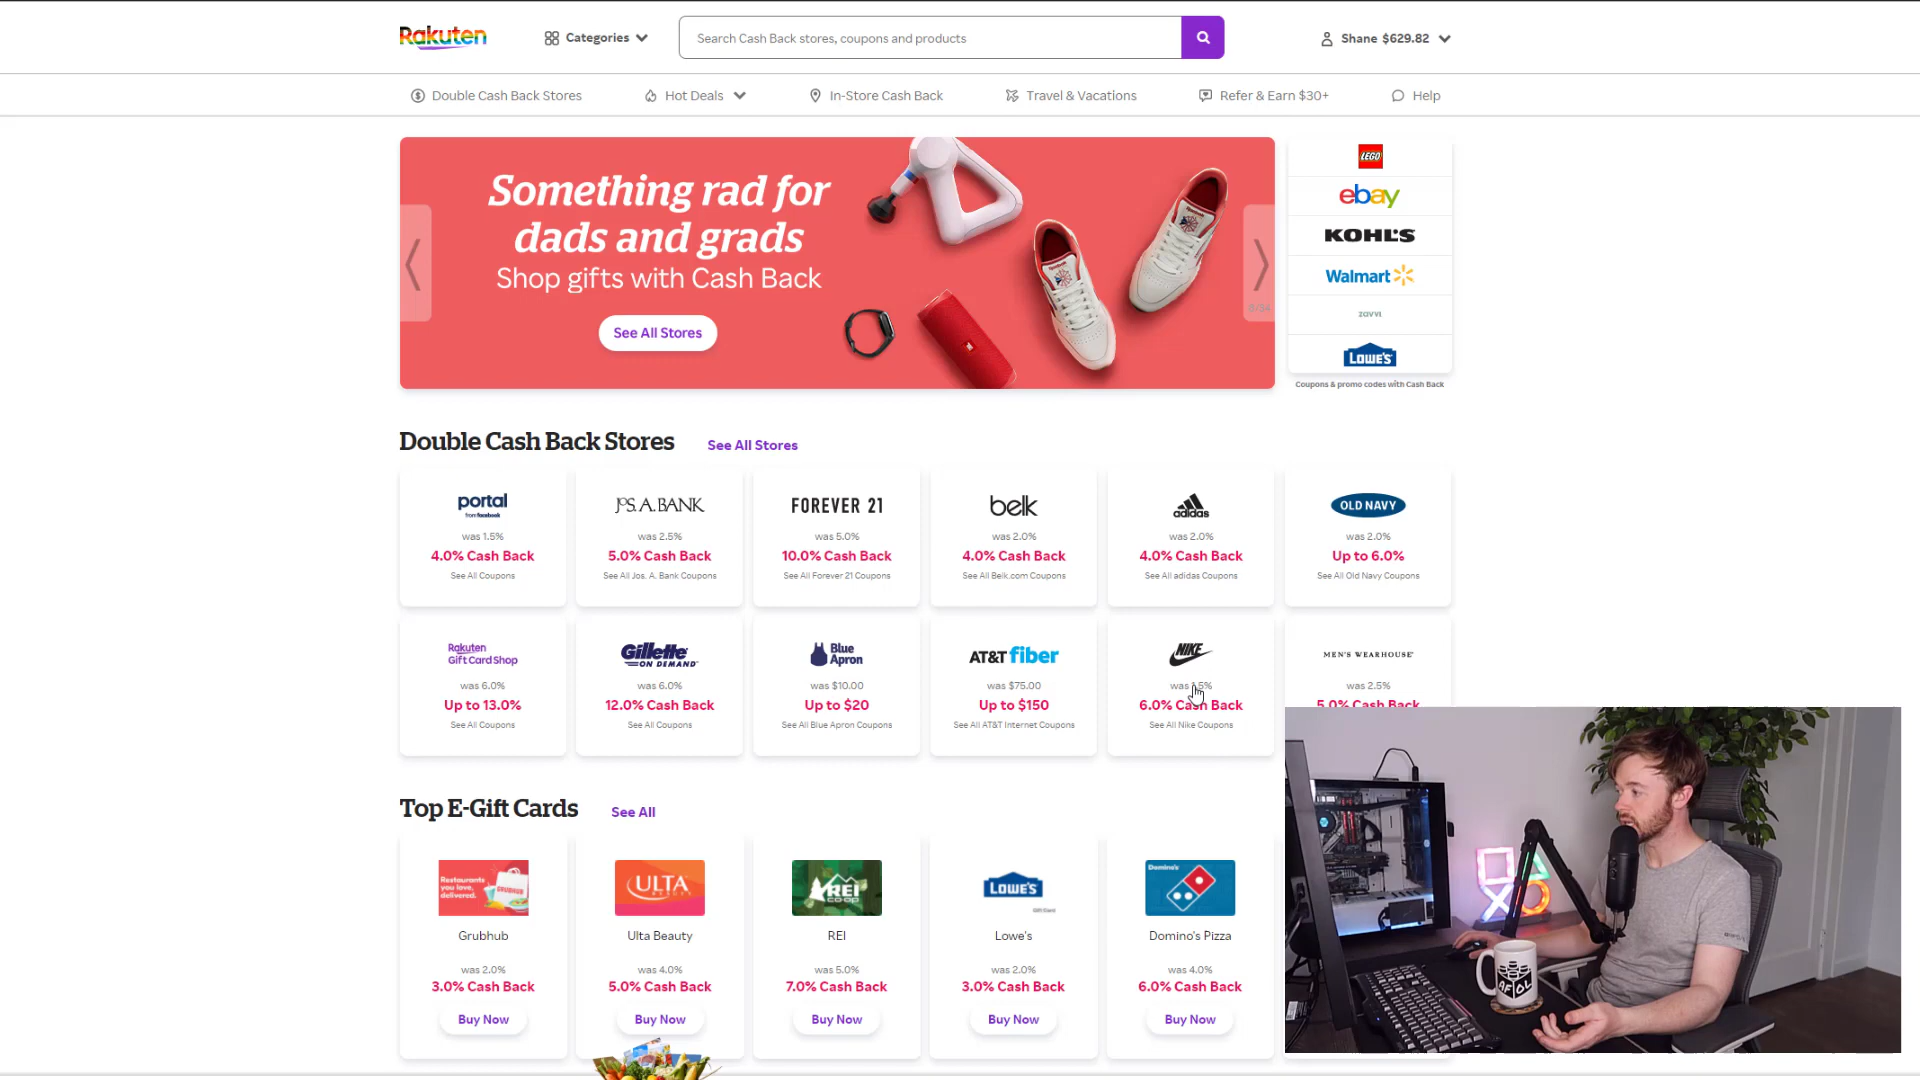 Rakuten
Categories
Search Cash Back stores, coupons and products
Shane $629.82
Double Cash Back Stores
Hot Deals
In-Store Cash Back
Travel & Vacations
Refer & Earn $30+
Help
Something rad for
dads and grads
Shop gifts with Cash Back
See All Stores
LEGO
ebay
KOHL'S
Walmart
zavvi
LOWE'S
Coupons & promo codes with Cash Back
Double Cash Back Stores
See All Stores
portal
from facebook
was 1.5%
4.0% Cash Back
See All Coupons
JOS. A. BANK
was 2.5%
5.0% Cash Back
See All Jos. A. Bank Coupons
FOREVER 21
was 5.0%
10.0% Cash Back
See All Forever 21 Coupons
belk
was 2.0%
4.0% Cash Back
See All Belk.com Coupons
adidas
was 2.0%
4.0% Cash Back
See All adidas Coupons
OLD NAVY
was 2.0%
Up to 6.0%
See All Old Navy Coupons
Rakuten
Gift Card Shop
was 6.0%
Up to 13.0%
See All Coupons
Gillette
ON DEMAND
was 6.0%
12.0% Cash Back
See All Coupons
Blue
Apron
was $10.00
Up to $20
See All Blue Apron Coupons
AT&T fiber
was $75.00
Up to $150
See All AT&T Internet Coupons
NIKE
was 1.5%
6.0% Cash Back
See All Nike Coupons
MEN'S WEARHOUSE
was 2.5%
5.0% Cash Back
Top E-Gift Cards
See All
Restaurants
you love,
delivered.
GRUBHUB
Grubhub
was 2.0%
3.0% Cash Back
Buy Now
ULTA
BEAUTY
Ulta Beauty
was 4.0%
5.0% Cash Back
Buy Now
REI
CO-OP
REI
was 5.0%
7.0% Cash Back
Buy Now
LOWE'S
Gift Card
Lowe's
was 2.0%
3.0% Cash Back
Buy Now
Domino's
Domino's Pizza
was 4.0%
6.0% Cash Back
Buy Now
AFOL